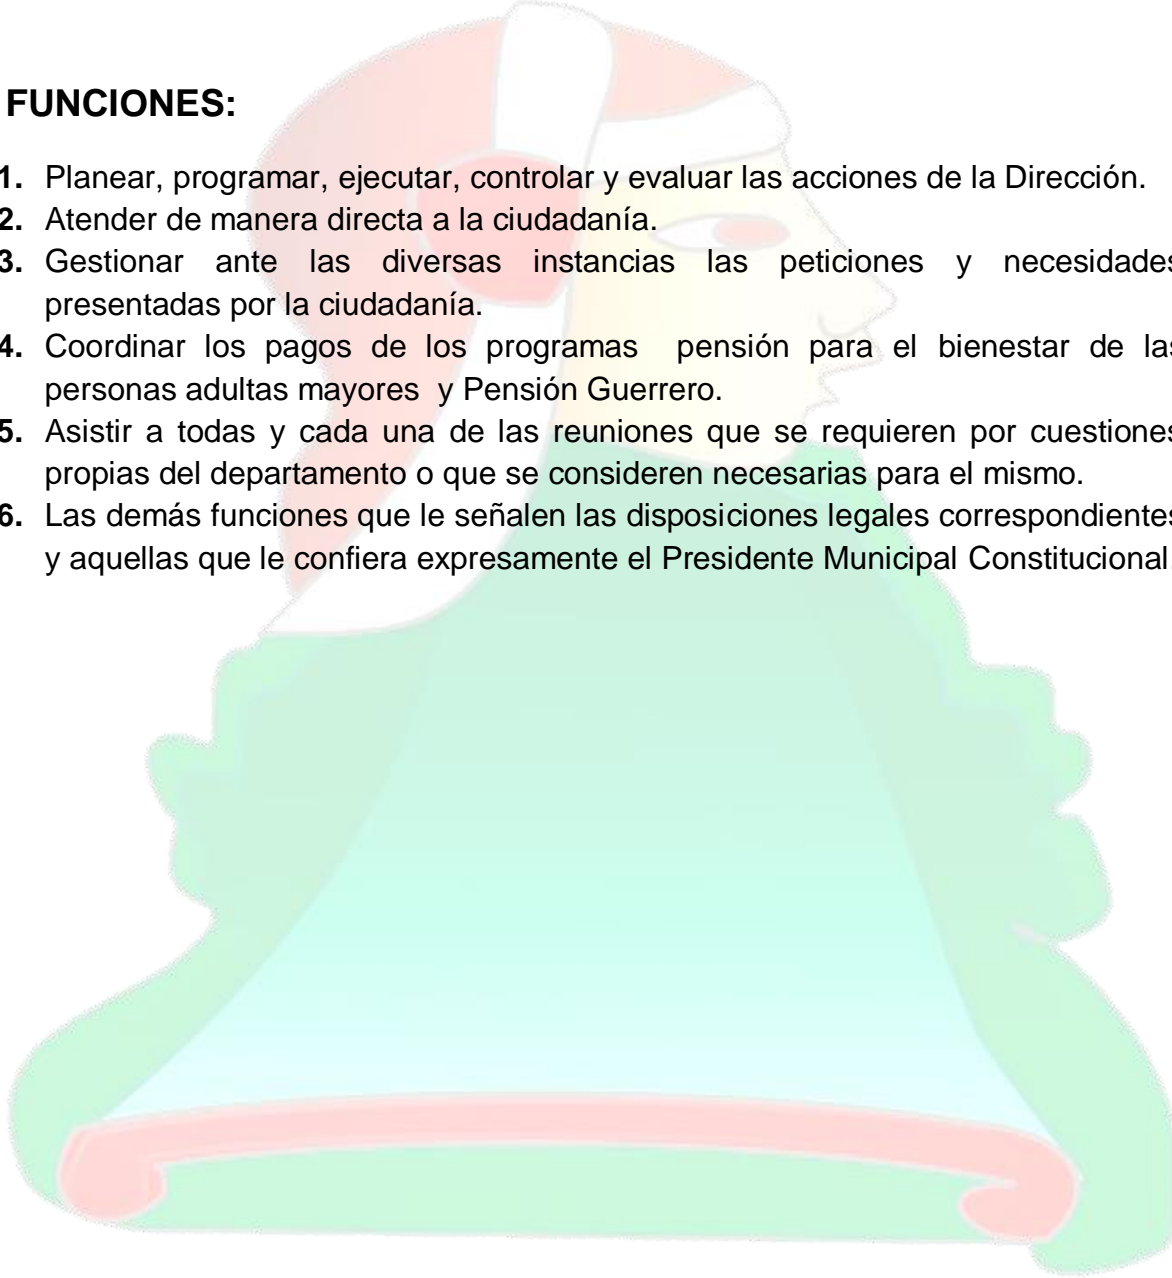 FUNCIONES:
1. Planear, programar, ejecutar, controlar y evaluar las acciones de la Dirección.
2. Atender de manera directa a la ciudadanía.
3. Gestionar ante las diversas instancias las peticiones y necesidades
presentadas por la ciudadanía.
4. Coordinar los pagos de los programas pensión para el bienestar de las
personas adultas mayores y Pensión Guerrero.
5. Asistir a todas y cada una de las reuniones que se requieren por cuestiones
propias del departamento o que se consideren necesarias para el mismo.
6. Las demás funciones que le señalen las disposiciones legales correspondientes
y aquellas que le confiera expresamente el Presidente Municipal Constitucional.